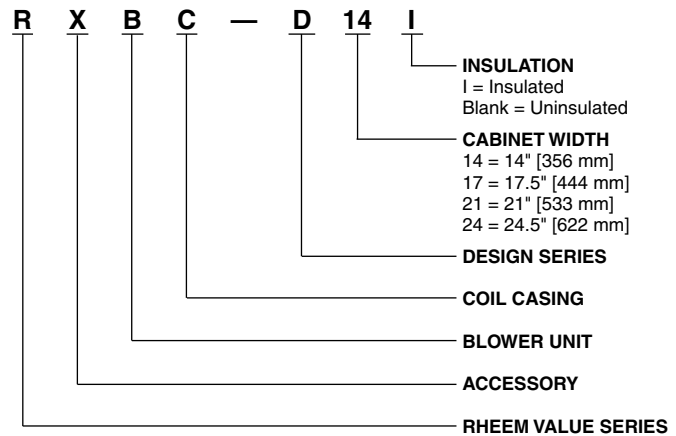 R X B C — D 14 I
INSULATION
I = Insulated
Blank = Uninsulated
CABINET WIDTH
14 = 14" [356 mm]
17 = 17.5" [444 mm]
21 = 21" [533 mm]
24 = 24.5" [622 mm]
DESIGN SERIES
COIL CASING
BLOWER UNIT
ACCESSORY
RHEEM VALUE SERIES